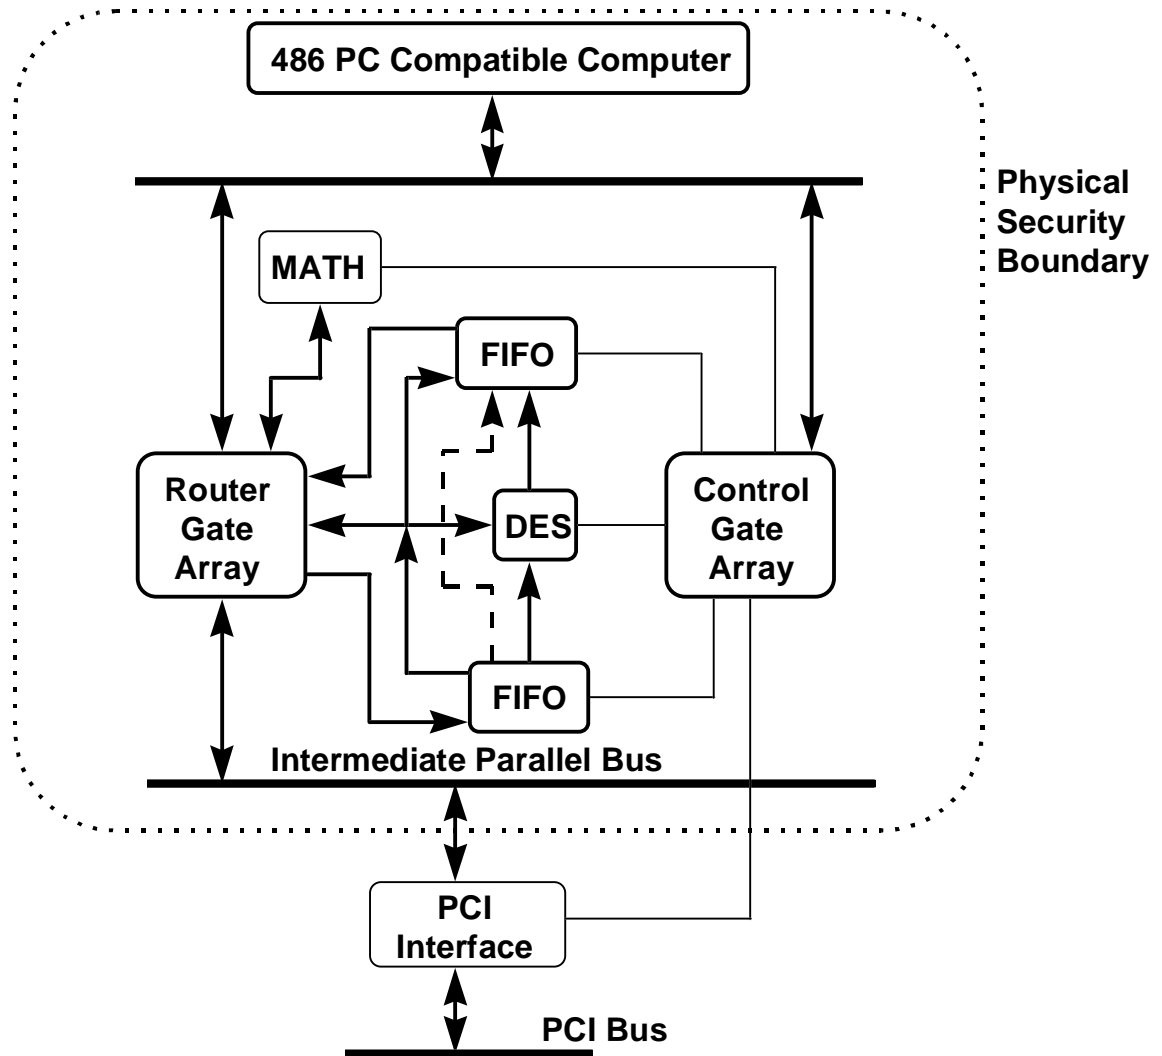 486 PC Compatible Computer
Physical
Security
Boundary
MATH
FIFO
Router
Gate
Array
DES
Control
Gate
Array
FIFO
Intermediate Parallel Bus
PCI
Interface
PCI Bus